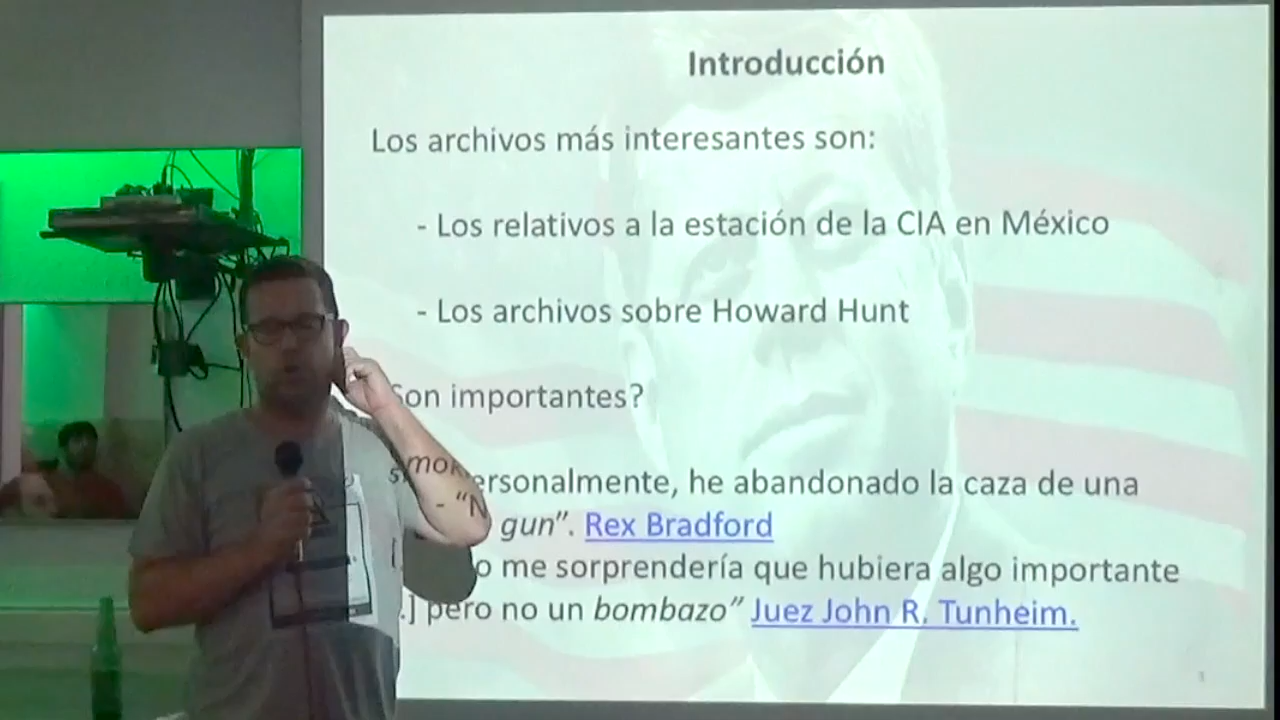 Introducción
Los archivos más interesantes son:
- Los relativos a la estación de la CIA en México
- Los archivos sobre Howard Hunt
Son importantes?
ersonalmente, he abandonado la caza de una
smok gun”. Rex Bradford
- “N o me sorprendería que hubiera algo importante
[ .] pero no un bombazo” Juez John R. Tunheim.